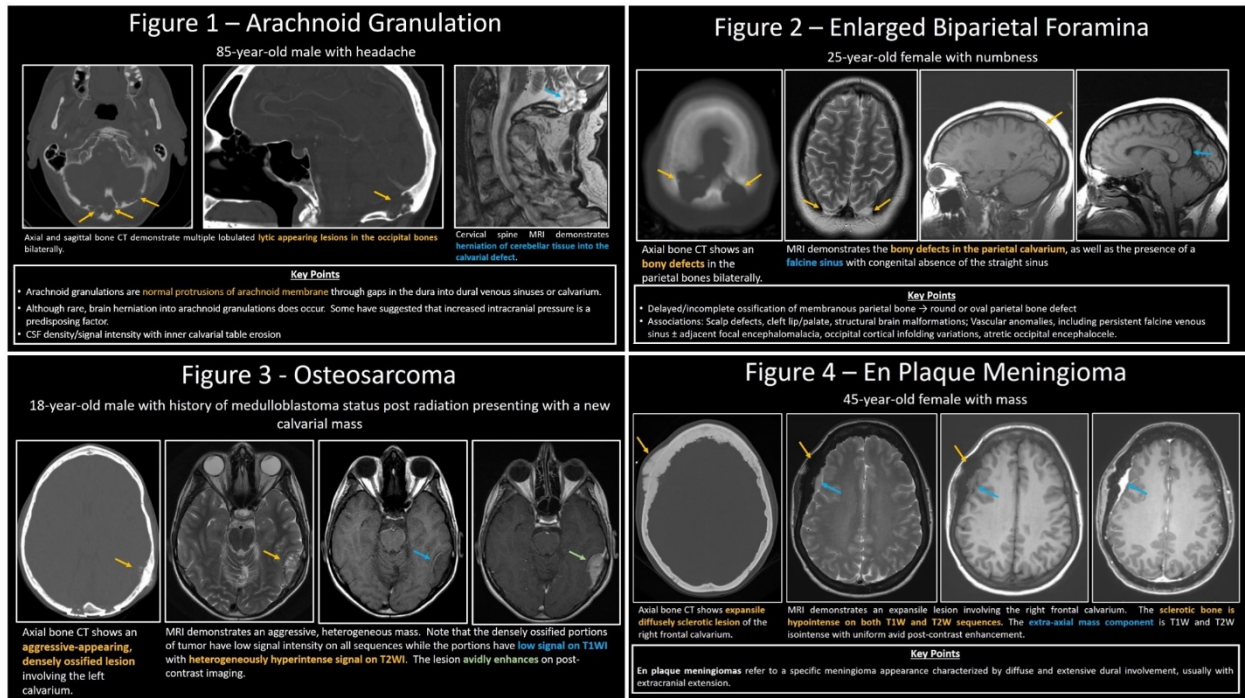 Figure 1 – Arachnoid Granulation
85-year-old male with headache
Axial and sagittal bone CT demonstrate multiple lobulated lytic appearing lesions in the occipital bones
bilaterally.
Cervical spine MRI demonstrates
herniation of cerebellar tissue into the
calvarial defect.
Key Points
• Arachnoid granulations are normal protrusions of arachnoid membrane through gaps in the dura into dural venous sinuses or calvarium.
• Although rare, brain herniation into arachnoid granulations does occur. Some have suggested that increased intracranial pressure is a
predisposing factor.
• CSF density/signal intensity with inner calvarial table erosion
Figure 2 – Enlarged Biparietal Foramina
25-year-old female with numbness
Axial bone CT shows an
bony defects in the
parietal bones bilaterally.
MRI demonstrates the bony defects in the parietal calvarium, as well as the presence of a
falcine sinus with congenital absence of the straight sinus
Key Points
• Delayed/incomplete ossification of membranous parietal bone → round or oval parietal bone defect
• Associations: Scalp defects, cleft lip/palate, structural brain malformations; Vascular anomalies, including persistent falcine venous
sinus ± adjacent focal encephalomalacia, occipital cortical infolding variations, atretic occipital encephalocele.
Figure 3 - Osteosarcoma
18-year-old male with history of medulloblastoma status post radiation presenting with a new
calvarial mass
Axial bone CT shows an
aggressive-appearing,
densely ossified lesion
involving the left
calvarium.
MRI demonstrates an aggressive, heterogeneous mass. Note that the densely ossified portions
of tumor have low signal intensity on all sequences while the portions have low signal on T1WI
with heterogeneously hyperintense signal on T2WI. The lesion avidly enhances on post-
contrast imaging.
Figure 4 – En Plaque Meningioma
45-year-old female with mass
Axial bone CT shows expansile
diffusely sclerotic lesion of the
right frontal calvarium.
MRI demonstrates an expansile lesion involving the right frontal calvarium. The sclerotic bone is
hypointense on both T1W and T2W sequences. The extra-axial mass component is T1W and T2W
isointense with uniform avid post-contrast enhancement.
Key Points
En plaque meningiomas refer to a specific meningioma appearance characterized by diffuse and extensive dural involvement, usually with
extracranial extension.